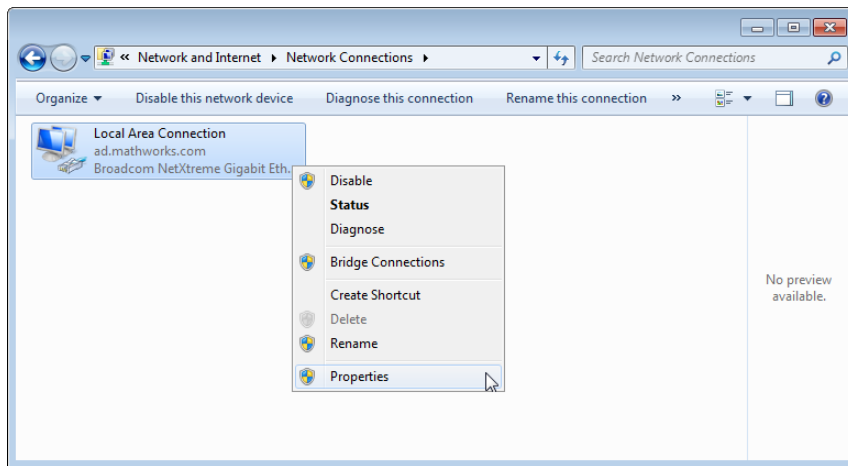 « Network and Internet Network Connections
Search Network Connections
Organize Disable this network device Diagnose this connection Rename this connection »
Local Area Connection
ad.mathworks.com
Broadcom NetXtreme Gigabit Eth...
Disable
Status
Diagnose
Bridge Connections
Create Shortcut
Delete
Rename
Properties
No preview
available.